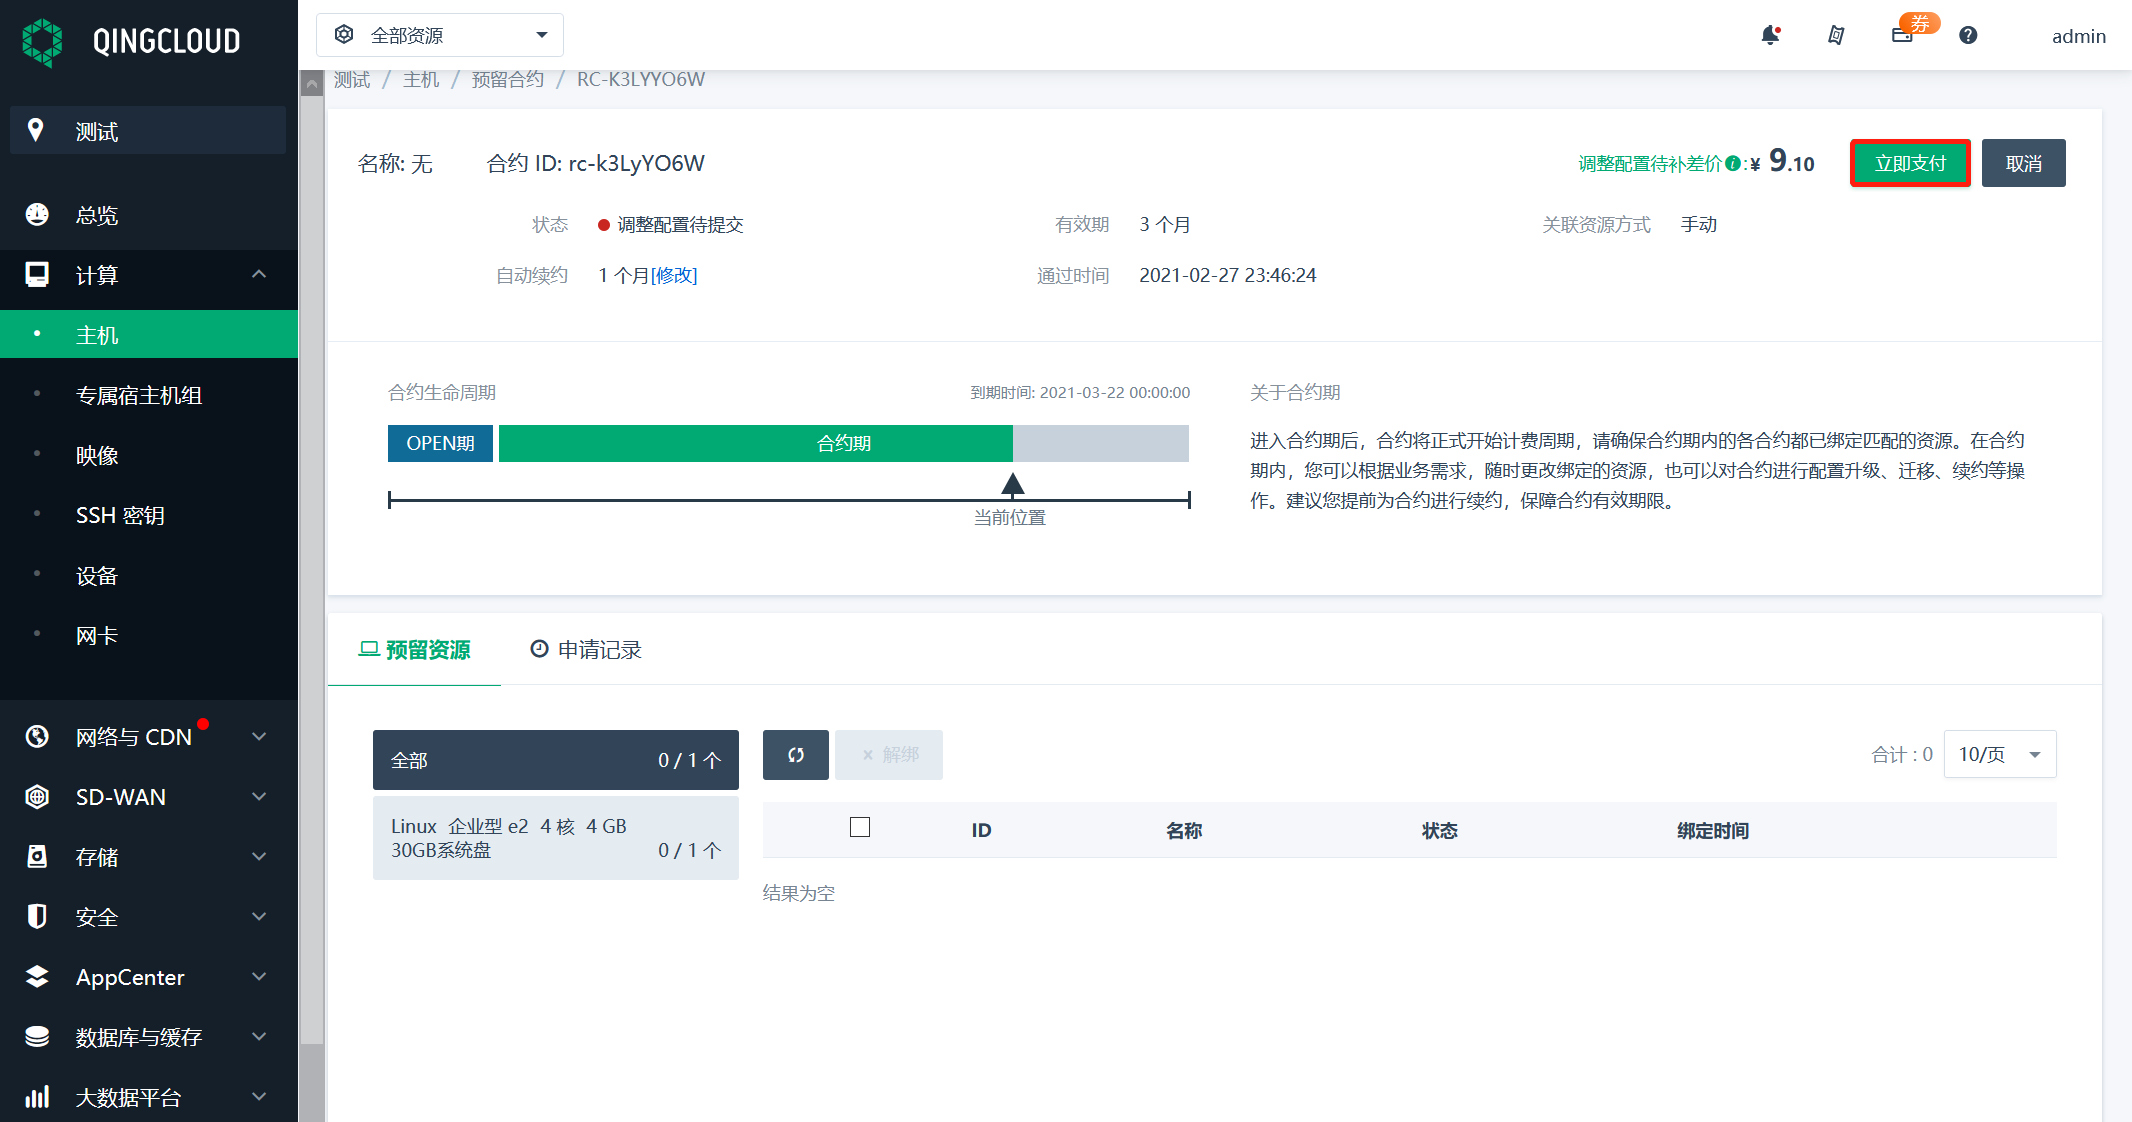 QINGCLOUD
全部资源
券
admin
测试
总览
计算
主机
专属宿主机组
映像
SSH 密钥
设备
网卡
网络与 CDN
SD-WAN
存储
安全
AppCenter
数据库与缓存
大数据平台
测试 / 主机 / 预留合约 / RC-K3LYYO6W
名称: 无 合约 ID: rc-k3LyYO6W
调整配置待补差价: ¥ 9.10 立即支付 取消
状态 调整配置待提交 有效期 3 个月 关联资源方式 手动
自动续约 1 个月[修改] 通过时间 2021-02-27 23:46:24
合约生命周期 到期时间: 2021-03-22 00:00:00
OPEN期 合约期
当前位置
关于合约期
进入合约期后，合约将正式开始计费周期，请确保合约期内的各合约都已绑定匹配的资源。在合约
期内，您可以根据业务需求，随时更改绑定的资源，也可以对合约进行配置升级、迁移、续约等操
作。建议您提前为合约进行续约，保障合约有效期限。
预留资源 申请记录
全部 0 / 1 个
Linux 企业型 e2 4 核 4 GB
30GB系统盘 0 / 1 个
× 解绑
合计 : 0 10/页
ID 名称 状态 绑定时间
结果为空